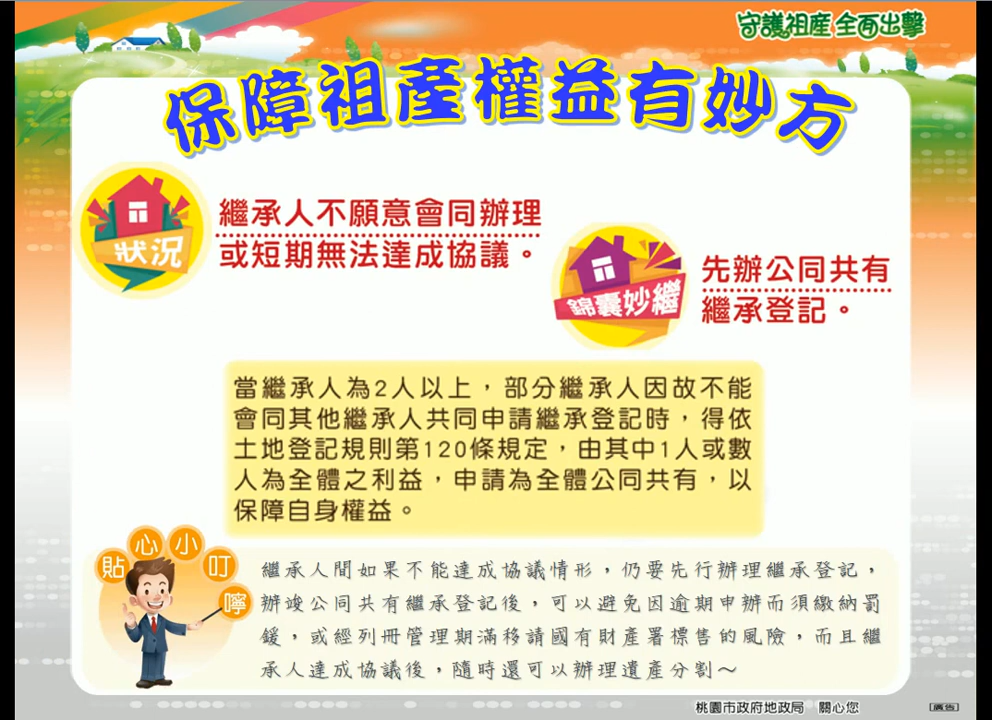 守護祖產 全面出擊
保障祖產權益有妙方
狀況
繼承人不願意會同辦理
或短期無法達成協議。
錦囊妙繼
先辦公同共有
繼承登記。
當繼承人為2人以上，部分繼承人因故不能
會同其他繼承人共同申請繼承登記時，得依
土地登記規則第120條規定，由其中1人或數
人為全體之利益，申請為全體公同共有，以
保障自身權益。
貼心小叮嚀
繼承人間如果不能達成協議情形，仍要先行辦理繼承登記，
辦竣公同共有繼承登記後，可以避免因逾期申辦而須繳納罰
鍰，或經列冊管理期滿移請國有財產署標售的風險，而且繼
承人達成協議後，隨時還可以辦理遺產分割～
桃園市政府地政局 關心您
[廣告]